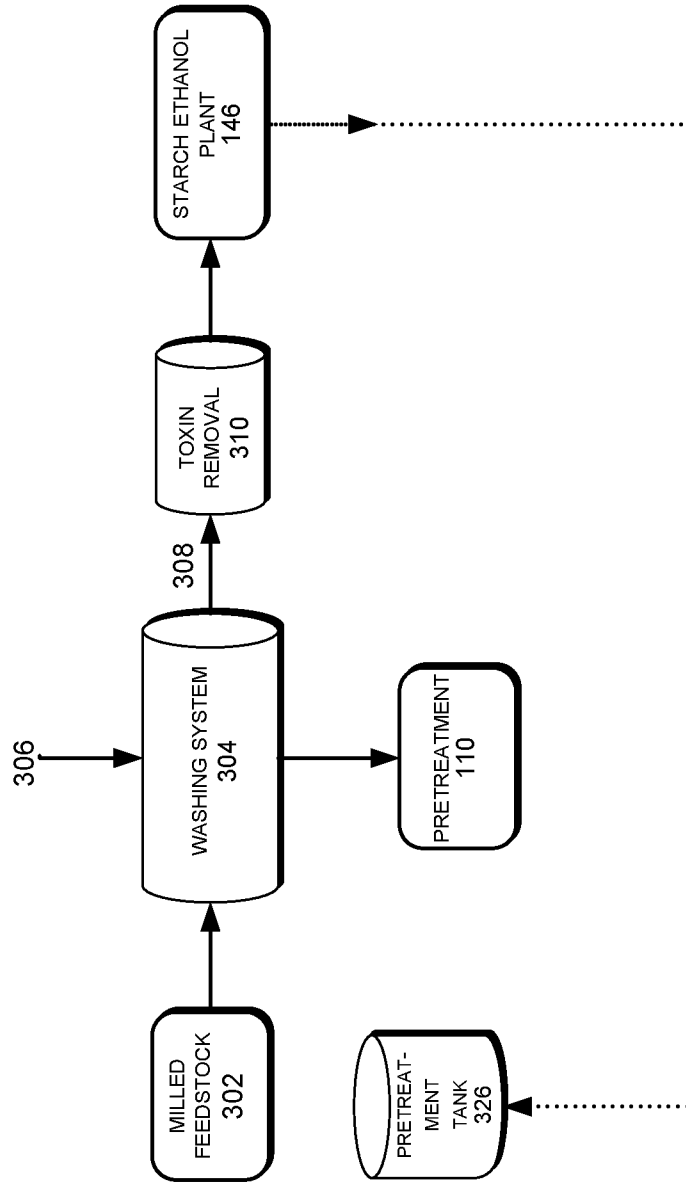 306
MILLED
FEEDSTOCK
302
WASHING SYSTEM
304
308
TOXIN
REMOVAL
310
STARCH ETHANOL
PLANT
146
PRETREAT-
MENT
TANK
326
PRETREATMENT
110